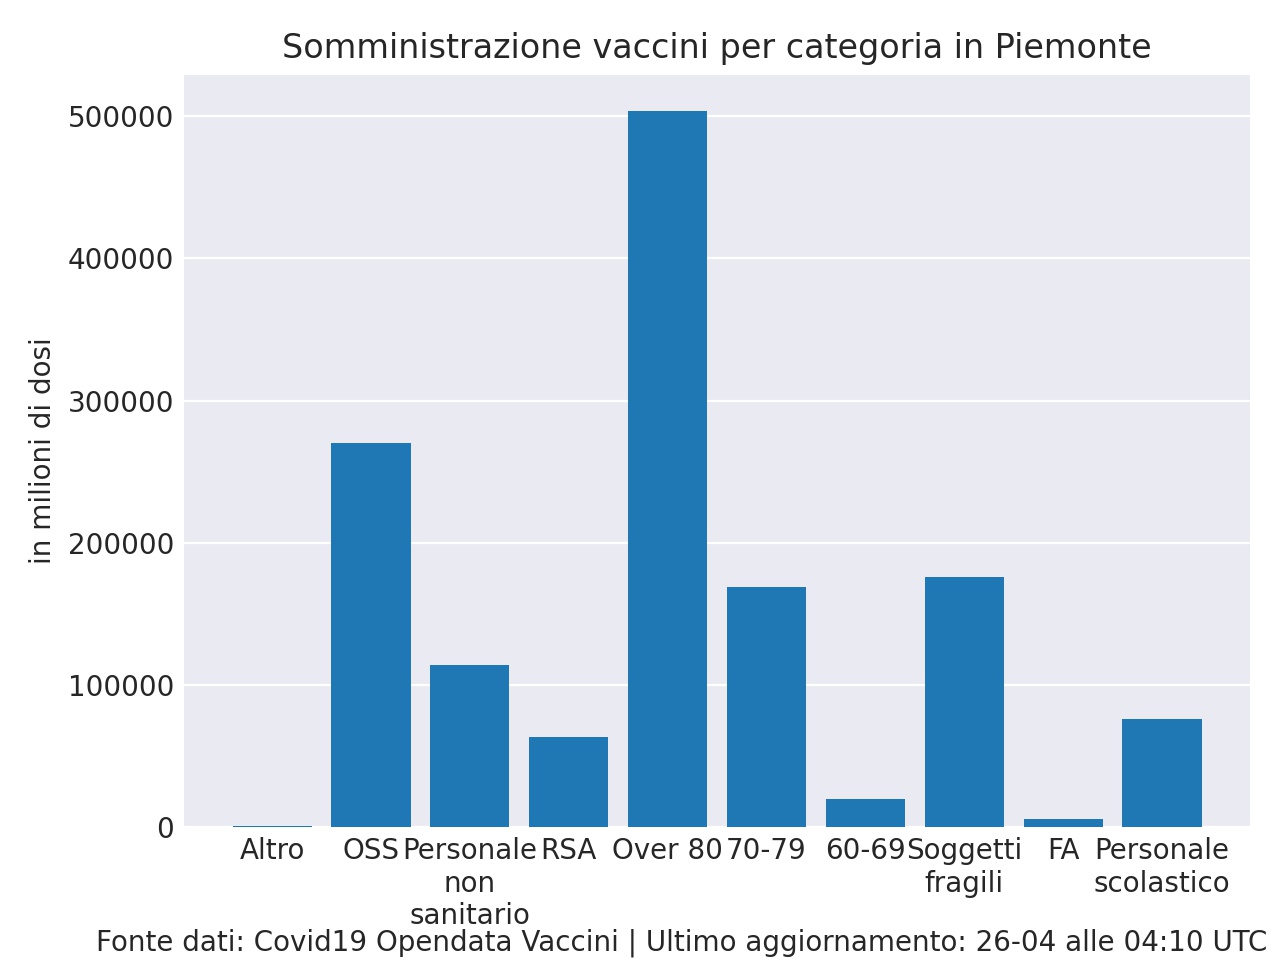 Somministrazione vaccini per categoria in Piemonte
in milioni di dosi
500000
400000
300000
200000
100000
0
Altro
OSS
Personale
non
sanitario
RSA
Over 80
70-79
60-69
Soggetti
fragili
FA
Personale
scolastico
Fonte dati: Covid19 Opendata Vaccini | Ultimo aggiornamento: 26-04 alle 04:10 UTC